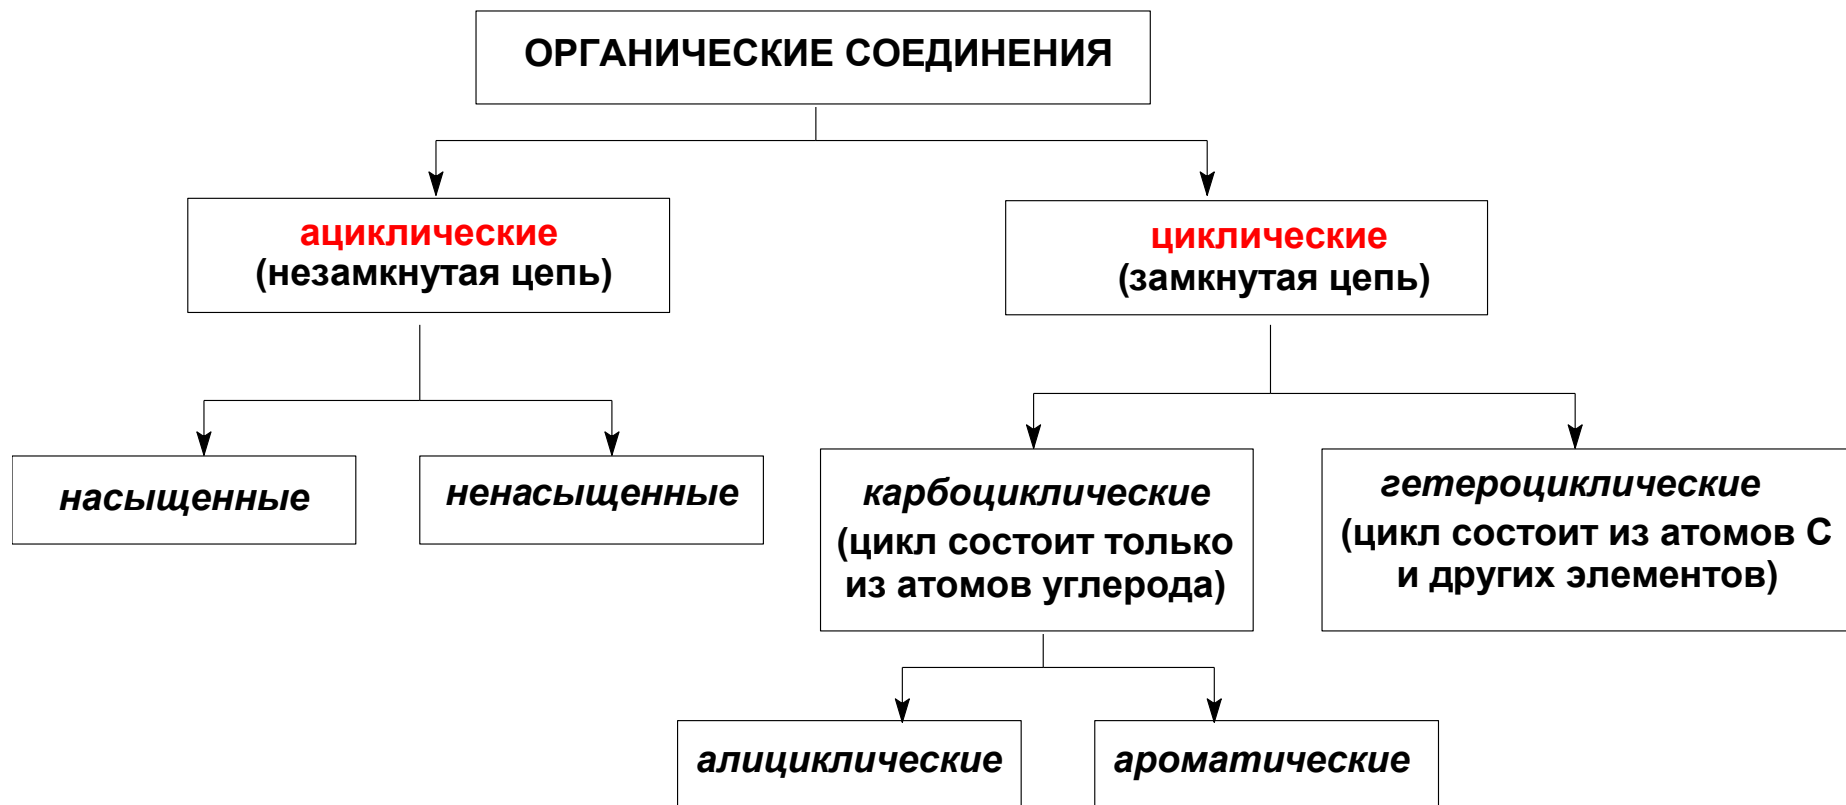 ОРГАНИЧЕСКИЕ СОЕДИНЕНИЯ
ациклические
(незамкнутая цепь)
циклические
(замкнутая цепь)
насыщенные
ненасыщенные
карбоциклические
(цикл состоит только
из атомов углерода)
гетероциклические
(цикл состоит из атомов С
и других элементов)
алициклические
ароматические